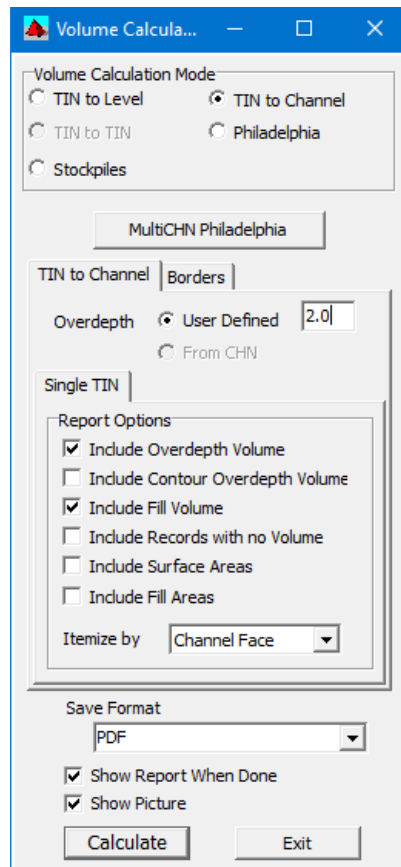 Volume Calcula...
Volume Calculation Mode
TIN to Level TIN to Channel
TIN to TIN Philadelphia
Stockpiles
MultiCHN Philadelphia
TIN to Channel Borders
Overdepth User Defined 2.0
From CHN
Single TIN
Report Options
Include Overdepth Volume
Include Contour Overdepth Volume
Include Fill Volume
Include Records with no Volume
Include Surface Areas
Include Fill Areas
Itemize by Channel Face
Save Format
PDF
Show Report When Done
Show Picture
Calculate Exit